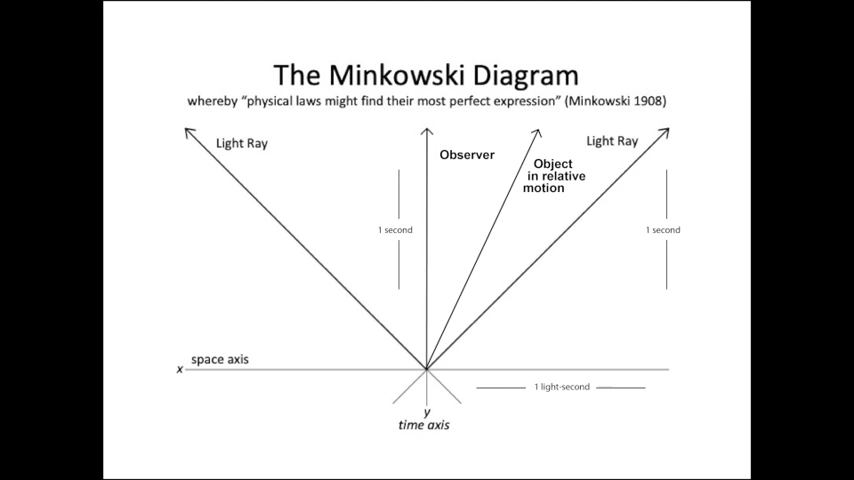 The Minkowski Diagram
whereby “physical laws might find their most perfect expression” (Minkowski 1908)
Light Ray
Observer
Light Ray
Object
in relative
motion
1 second
1 second
space axis
x
1 light-second
y
time axis